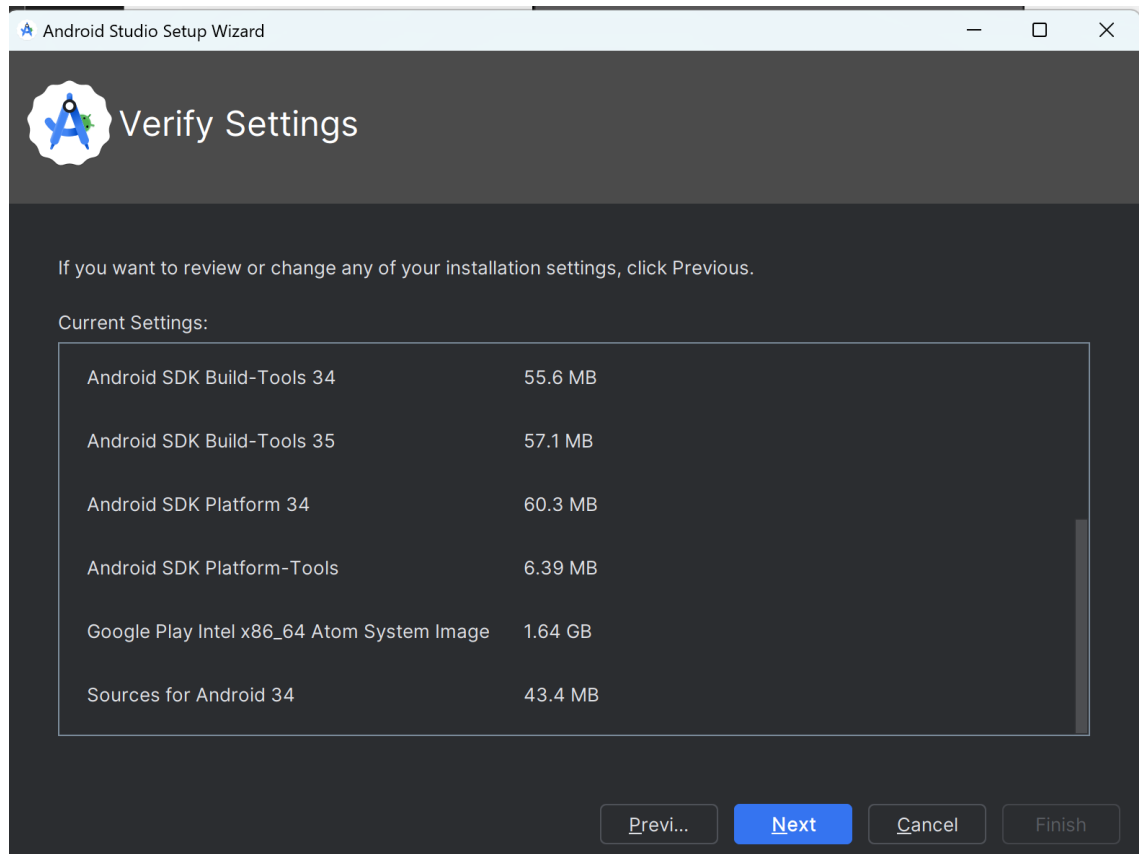 Android Studio Setup Wizard
Verify Settings
If you want to review or change any of your installation settings, click Previous.
Current Settings:
Android SDK Build-Tools 34 55.6 MB
Android SDK Build-Tools 35 57.1 MB
Android SDK Platform 34 60.3 MB
Android SDK Platform-Tools 6.39 MB
Google Play Intel x86_64 Atom System Image 1.64 GB
Sources for Android 34 43.4 MB
Previ... Next Cancel Finish